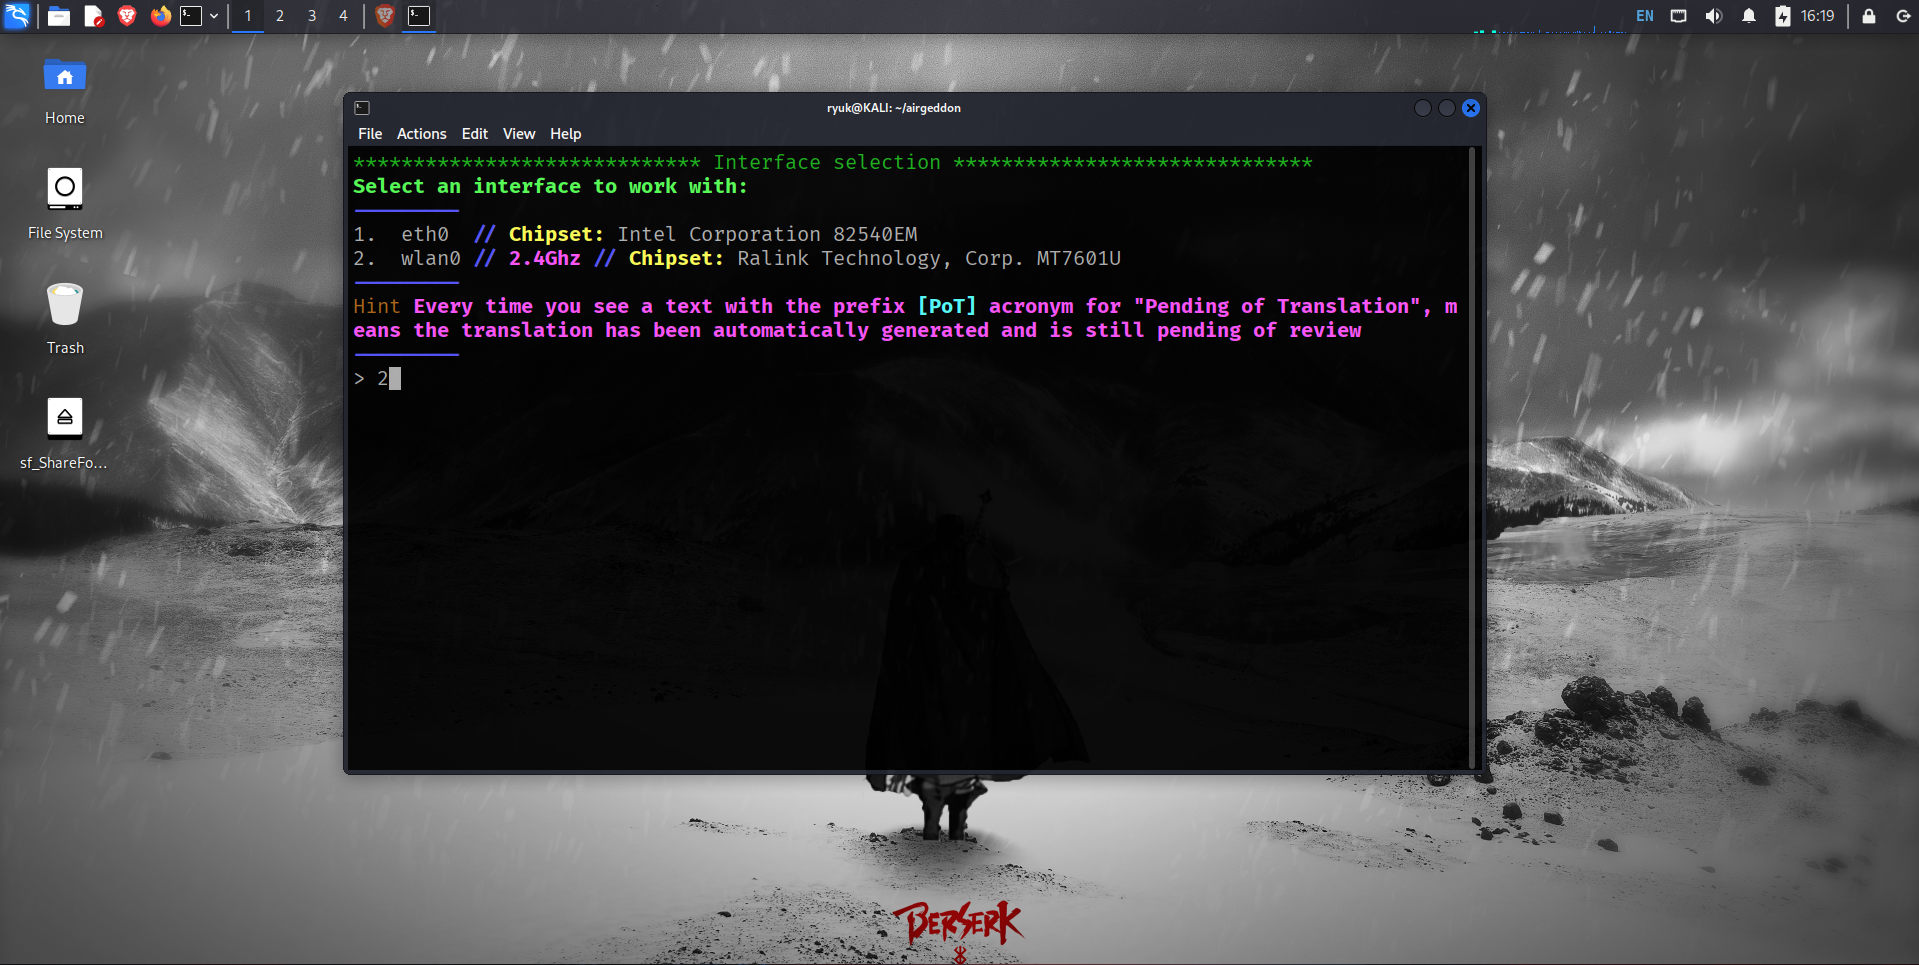 1 2 3 4 EN 16:19
Home
File System
Trash
sf_ShareFo...
ryuk@KALI: ~/airgeddon
File Actions Edit View Help
***************************** Interface selection ******************************
Select an interface to work with:
---------
1.  eth0  // Chipset: Intel Corporation 82540EM
2.  wlan0 // 2.4Ghz // Chipset: Ralink Technology, Corp. MT7601U
---------
Hint Every time you see a text with the prefix [PoT] acronym for "Pending of Translation", m
eans the translation has been automatically generated and is still pending of review
---------
> 2
BERSERK